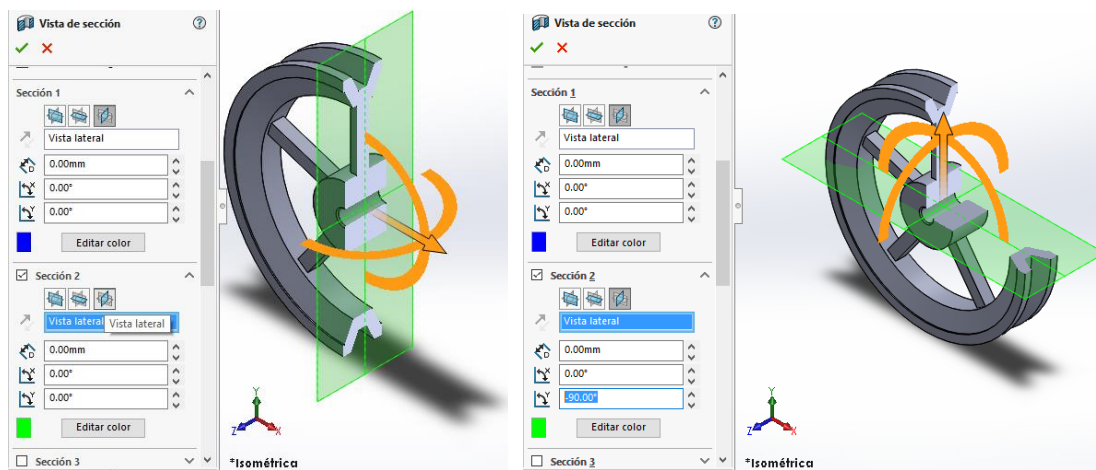 Vista de sección
Sección 1
Vista lateral
0.00mm
0.00°
0.00°
Editar color
Sección 2
Vista lateral
Vista lateral
0.00mm
0.00°
0.00°
Editar color
Sección 3
Y
Z
X
*Isométrica
Vista de sección
Sección 1
Vista lateral
0.00mm
0.00°
0.00°
Editar color
Sección 2
Vista lateral
0.00mm
0.00°
-90.00°
Editar color
Sección 3
Y
Z
X
*Isométrica